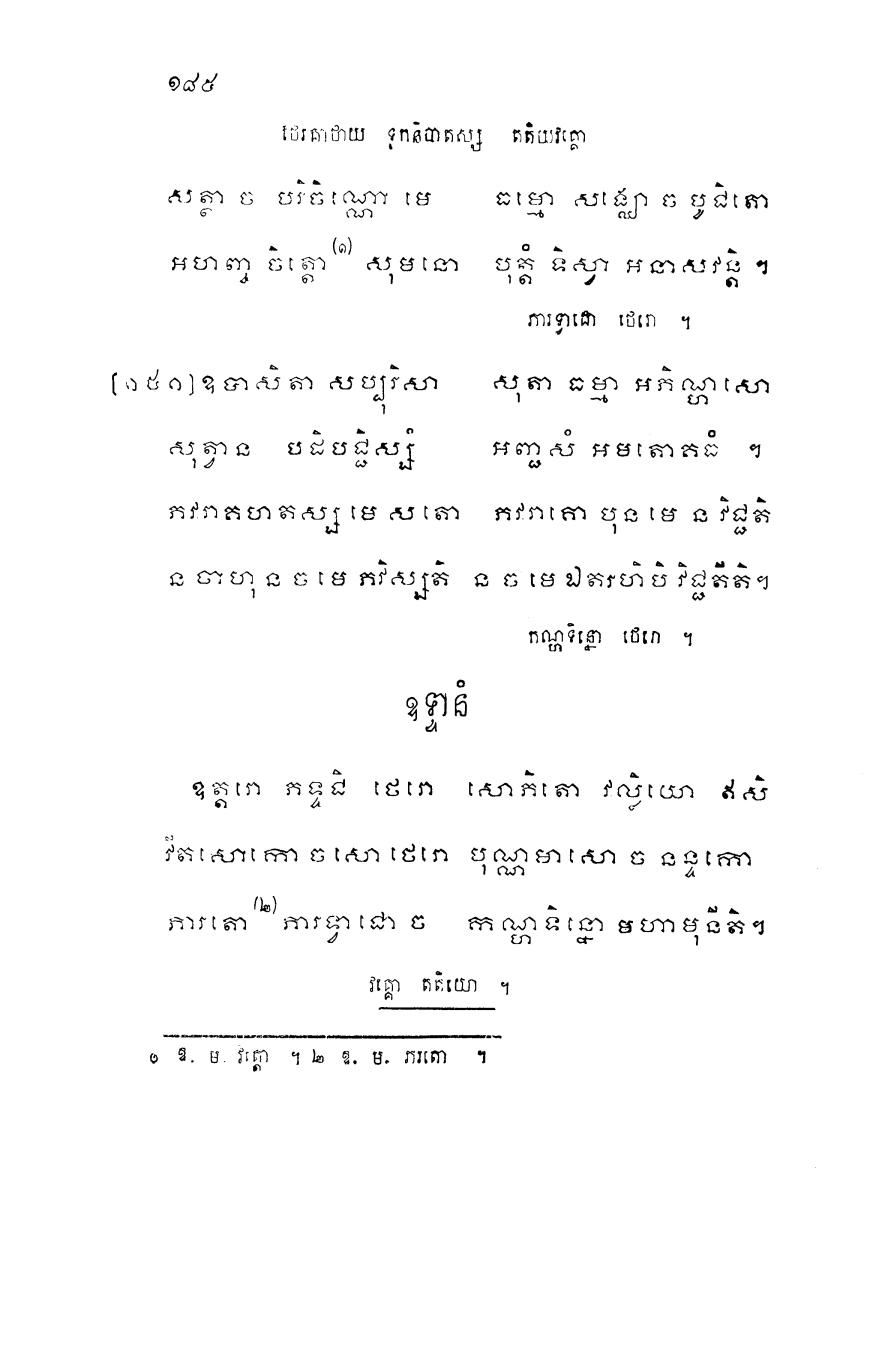 ១៨៥
ថេរគាថាយ ទុកនិបាតស្ស តតិយវគ្គោ
សត្ថា ច បរិចិណ្ណោ មេ ធម្មោ សង្ឃោ ច បូជិតោ
អហញ្ច ចិត្តោ(១) សុមនោ បុត្តំ ទិស្វា អនាសវន្តិ ៗ
ភារទ្វាជោ ថេរោ ។
[១៥១] ឧបាសិតា សប្បុរិសា សុតា ធម្មា អភិណ្ហសោ
សុត្វាន បដិបជ្ជិស្សំ អញ្ជសំ អមតោគធំ ៗ
ភវរាគហតស្ស មេ សតោ ភវរាគោ បុន មេ ន វិជ្ជតិ
ន ចាហុ ន ច មេ ភវិស្សតិ ន ច មេ ឯតរហិបិ វិជ្ជតីតិ ៗ
កណ្ហទិន្នោ ថេរោ ។
ឧទ្ទានំ
ឧត្តរោ ភទ្ទជិ ថេរោ សោភិតោ វល្លិយោ ឥសិ
វីតសោកោ ច សោ ថេរោ បុណ្ណមាសោ ច នន្ទកោ
ភារតោ(២) ភារទ្វាជោ ច កណ្ហទិន្នោ មហាមុនីតិ ៗ
វគ្គោ តតិយោ ។
១ ឱ. ម. វិត្តោ ។ ២ ឱ. ម. ភរតោ ។